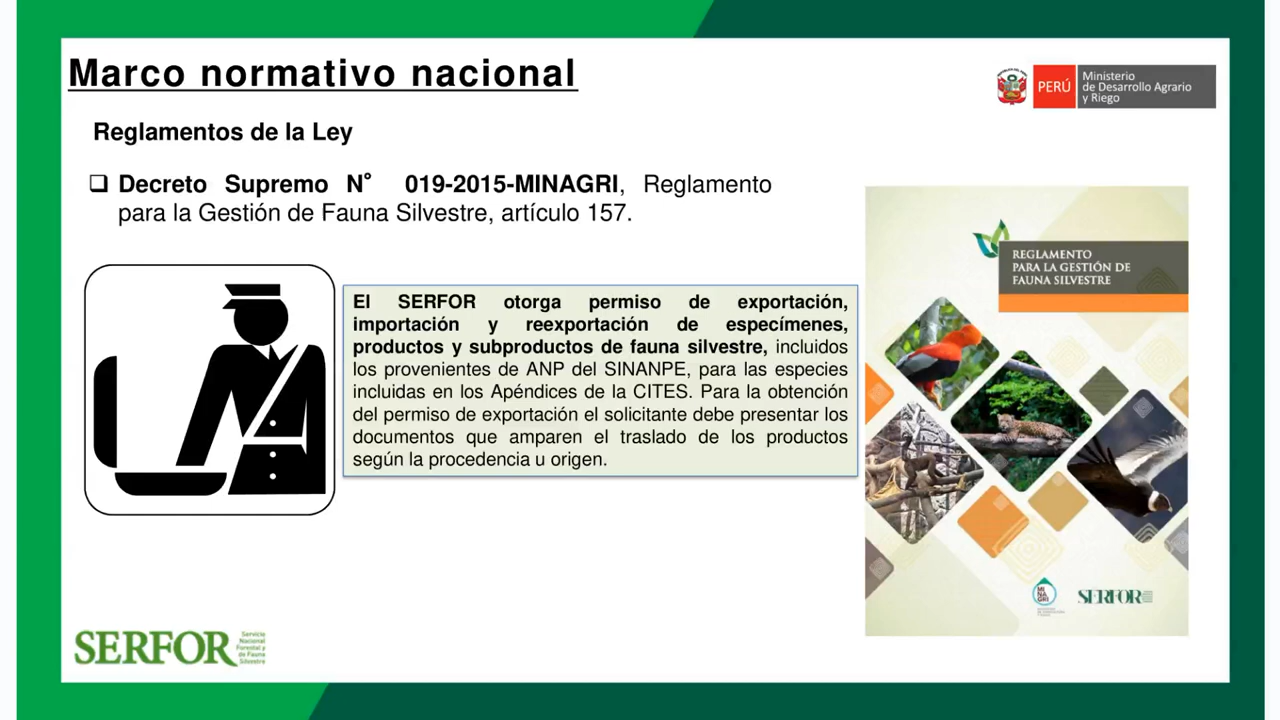 Marco normativo nacional
PERÚ
Ministerio
de Desarrollo Agrario
y Riego
Reglamentos de la Ley
❑ Decreto Supremo N° 019-2015-MINAGRI, Reglamento
para la Gestión de Fauna Silvestre, artículo 157.
El SERFOR otorga permiso de exportación,
importación y reexportación de especímenes,
productos y subproductos de fauna silvestre, incluidos
los provenientes de ANP del SINANPE, para las especies
incluidas en los Apéndices de la CITES. Para la obtención
del permiso de exportación el solicitante debe presentar los
documentos que amparen el traslado de los productos
según la procedencia u origen.
REGLAMENTO
PARA LA GESTIÓN DE
FAUNA SILVESTRE
MI
NA
GRI
SERFOR
SERFOR
Servicio
Nacional
Forestal y
de Fauna
Silvestre